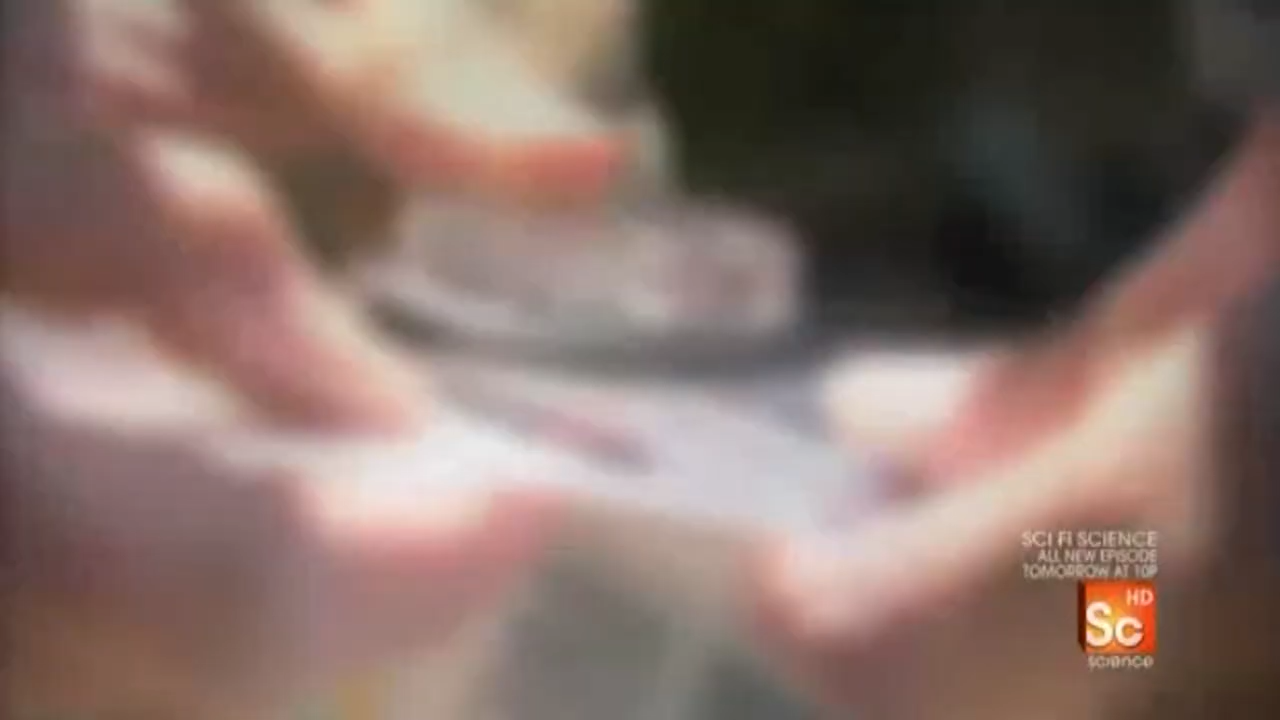 SCI FI SCIENCE
ALL NEW EPISODE
TOMORROW AT 10P
HD
Sc
science